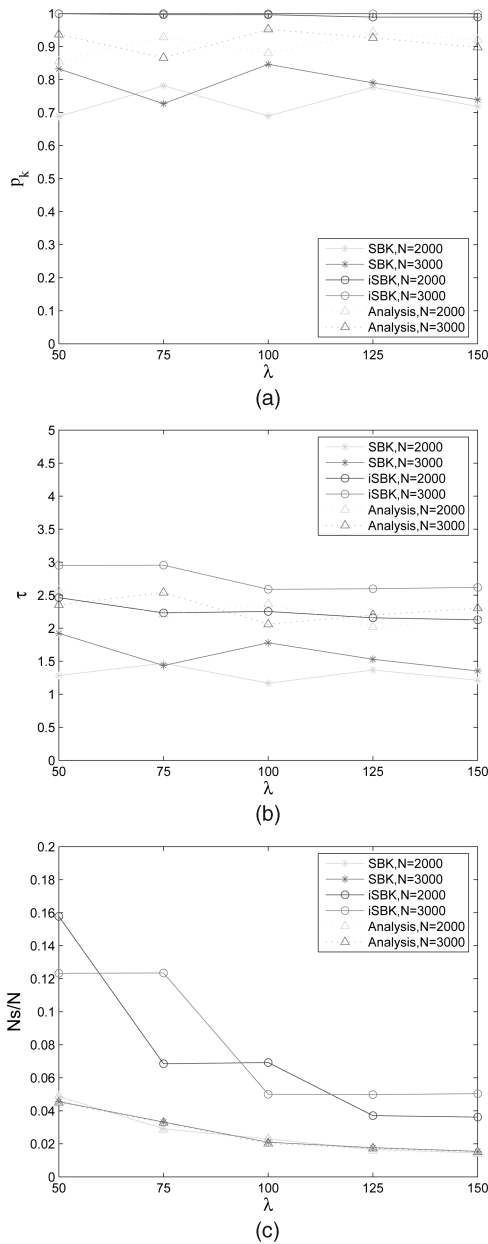 1
0.9
0.8
0.7
0.6
0.5
0.4
0.3
0.2
0.1
0
p_k
SBK,N=2000
SBK,N=3000
iSBK,N=2000
iSBK,N=3000
Analysis,N=2000
Analysis,N=3000
50 75 100 125 150
λ
(a)
5
4.5
4
3.5
3
2.5
2
1.5
1
0.5
0
τ
SBK,N=2000
SBK,N=3000
iSBK,N=2000
iSBK,N=3000
Analysis,N=2000
Analysis,N=3000
50 75 100 125 150
λ
(b)
0.2
0.18
0.16
0.14
0.12
0.1
0.08
0.06
0.04
0.02
0
Ns/N
SBK,N=2000
SBK,N=3000
iSBK,N=2000
iSBK,N=3000
Analysis,N=2000
Analysis,N=3000
50 75 100 125 150
λ
(c)